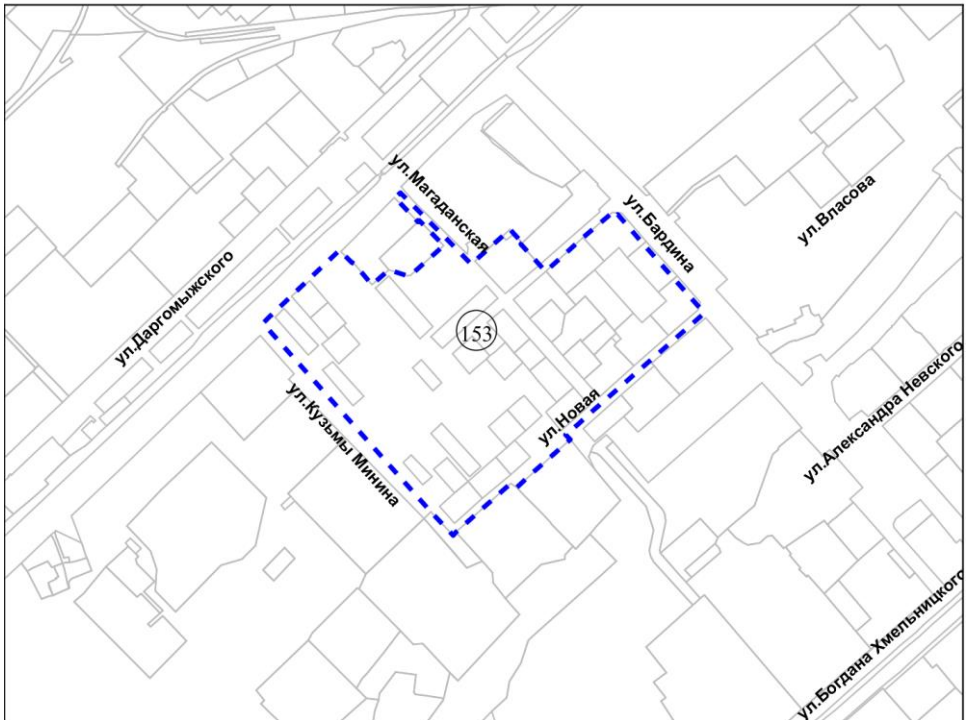 ул.Магаданская
ул.Бардина
ул.Власова
ул.Даргомыжского
153
ул.Кузьмы Минина
ул.Новая
ул.Александра Невского
ул.Богдана Хмельницкого